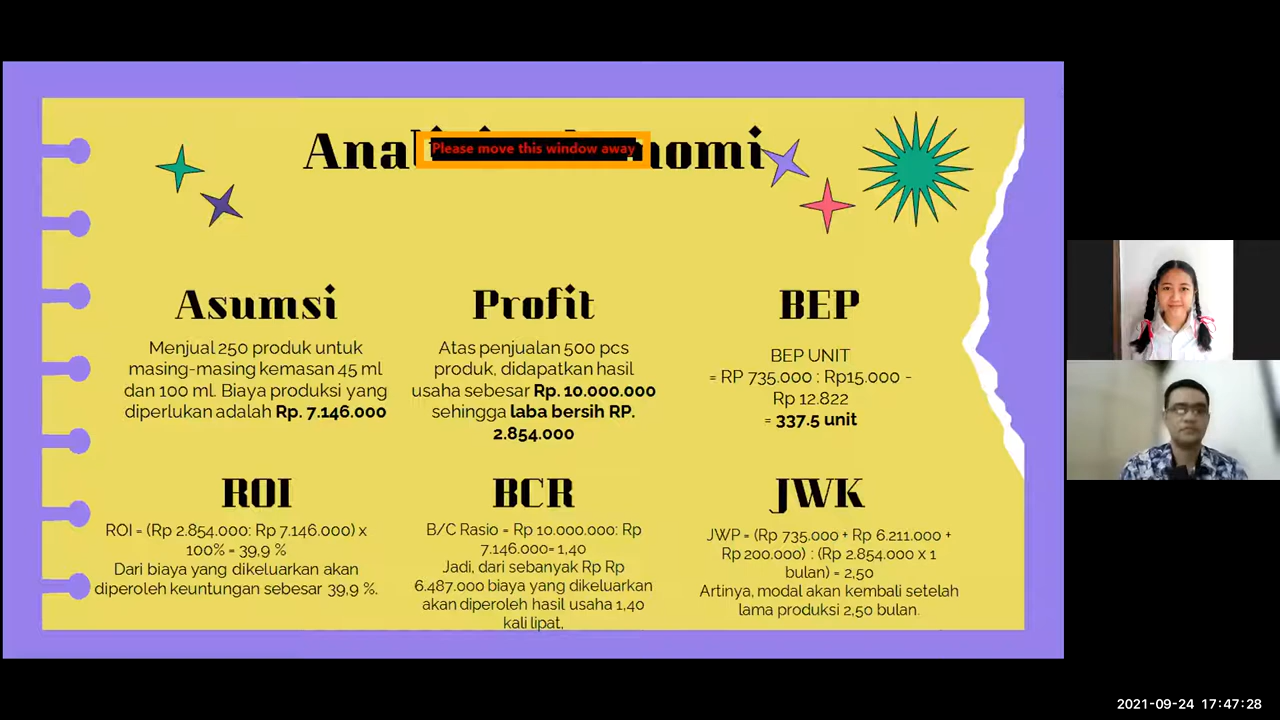 Ana nomi
Please move this window away
Asumsi
Menjual 250 produk untuk
masing-masing kemasan 45 ml
dan 100 ml. Biaya produksi yang
diperlukan adalah Rp. 7.146.000
Profit
Atas penjualan 500 pcs
produk, didapatkan hasil
usaha sebesar Rp. 10.000.000
sehingga laba bersih RP.
2.854.000
BEP
BEP UNIT
= RP 735.000 : Rp15.000 -
Rp 12.822
= 337.5 unit
ROI
ROI = (Rp 2.854.000: Rp 7.146.000) x
100% = 39,9 %
Dari biaya yang dikeluarkan akan
diperoleh keuntungan sebesar 39,9 %.
BCR
B/C Rasio = Rp 10.000.000: Rp
7.146.000= 1,40
Jadi, dari sebanyak Rp Rp
6.487.000 biaya yang dikeluarkan
akan diperoleh hasil usaha 1,40
kali lipat.
JWK
JWP = (Rp 735.000 + Rp 6.211.000 +
Rp 200.000) : (Rp 2.854.000 x 1
bulan) = 2,50
Artinya, modal akan kembali setelah
lama produksi 2,50 bulan.
2021-09-24 17:47:28